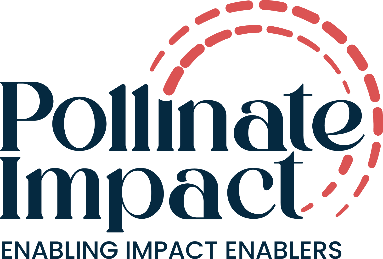 Pollinate
Impact
ENABLING IMPACT ENABLERS